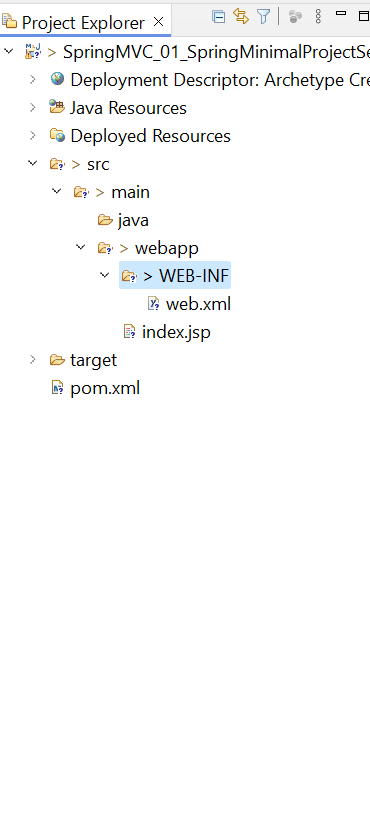 Project Explorer
> SpringMVC_01_SpringMinimalProjectSe
Deployment Descriptor: Archetype Cre
Java Resources
Deployed Resources
> src
> main
java
> webapp
> WEB-INF
web.xml
index.jsp
target
pom.xml